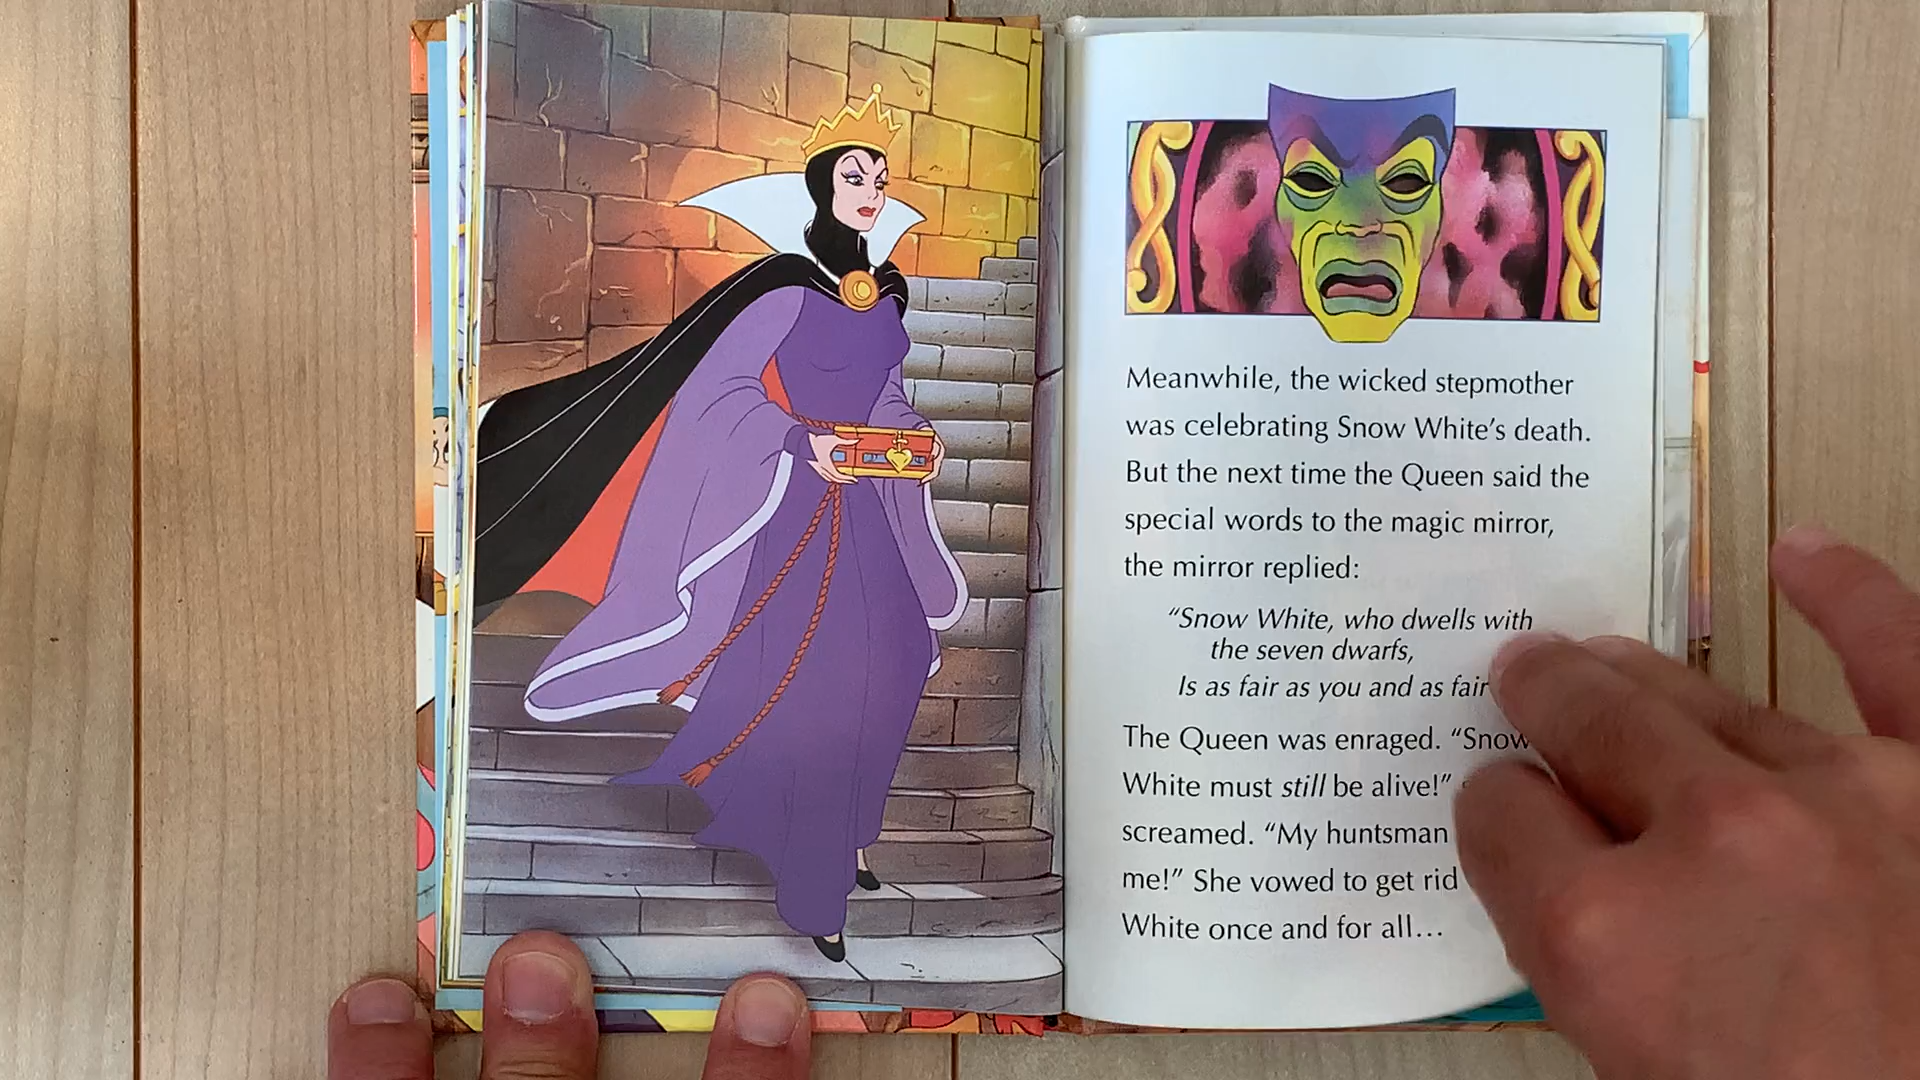 Meanwhile, the wicked stepmother
was celebrating Snow White's death.
But the next time the Queen said the
special words to the magic mirror,
the mirror replied:
“Snow White, who dwells with
the seven dwarfs,
Is as fair as you and as fair
The Queen was enraged. “Snow
White must still be alive!”
screamed. “My huntsman
me!” She vowed to get rid
White once and for all…